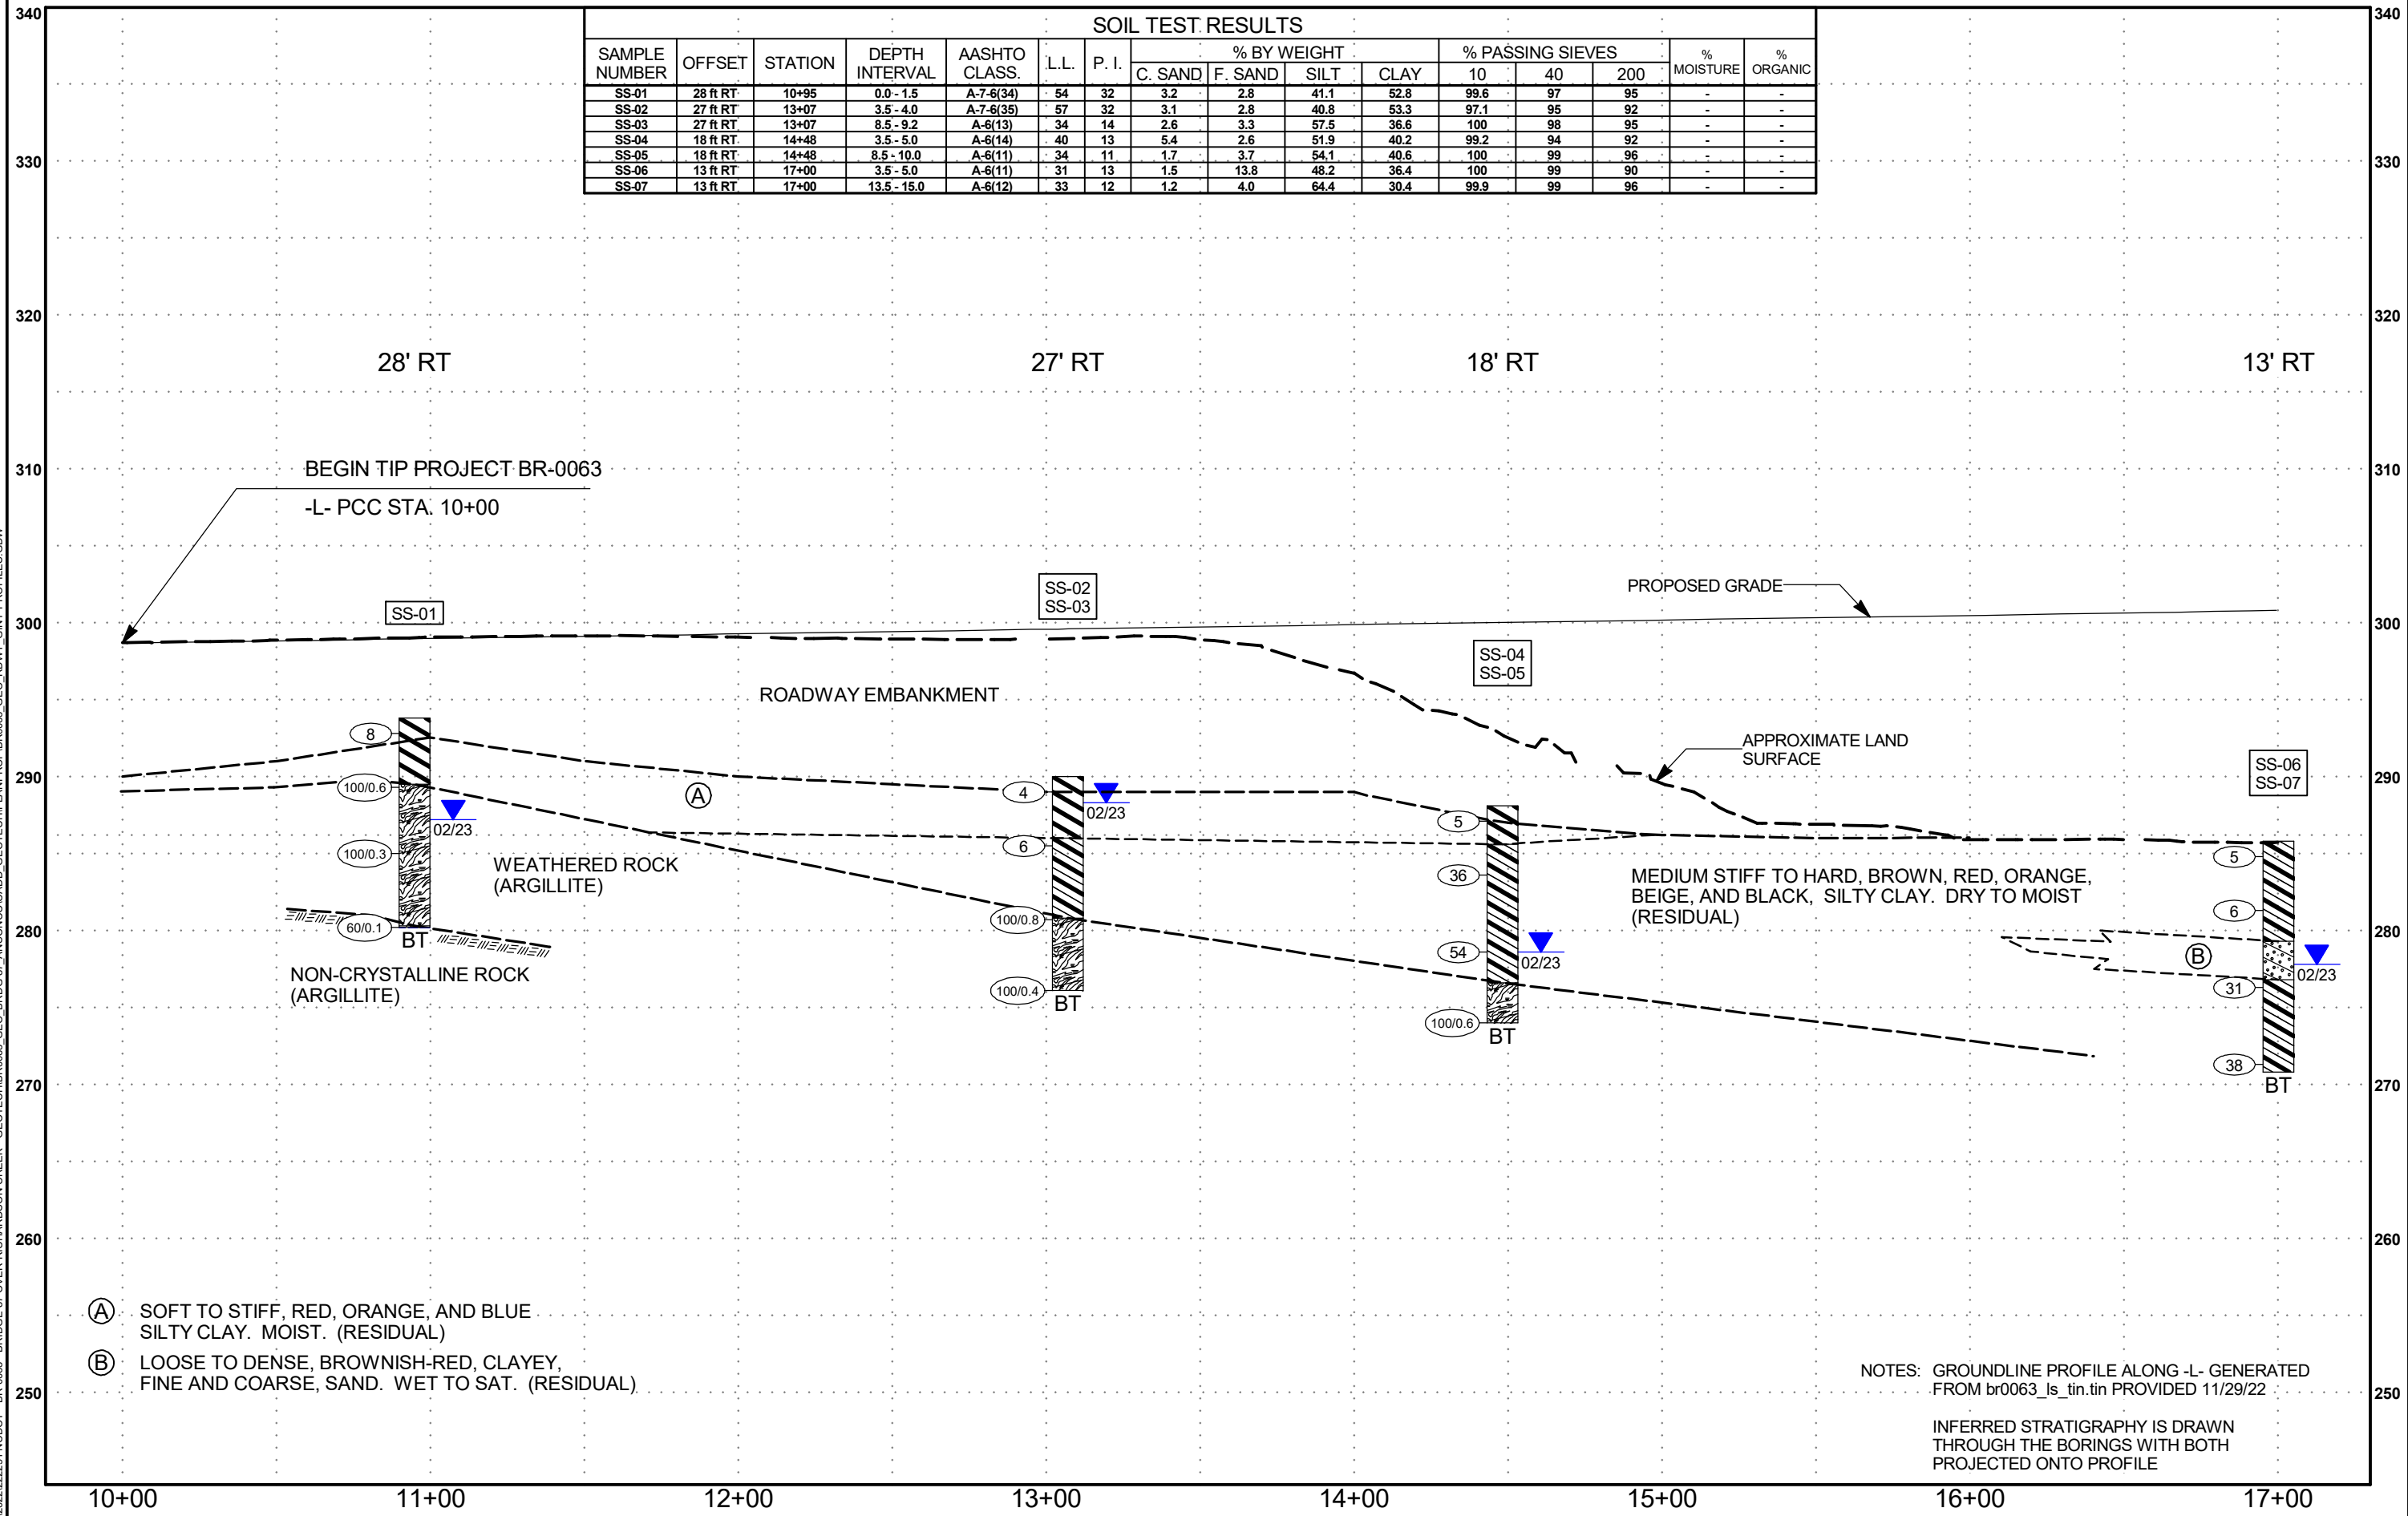 340
340
SOIL TEST RESULTS
SAMPLE NUMBER OFFSET STATION DEPTH INTERVAL AASHTO CLASS. L.L. P. I. % BY WEIGHT % PASSING SIEVES % MOISTURE % ORGANIC
C. SAND F. SAND SILT CLAY 10 40 200
SS-01 28 ft RT 10+95 0.0 - 1.5 A-7-6(34) 54 32 3.2 2.8 41.1 52.8 99.6 97 95 - -
SS-02 27 ft RT 13+07 3.5 - 4.0 A-7-6(35) 57 32 3.1 2.8 40.8 53.3 97.1 95 92 - -
SS-03 27 ft RT 13+07 8.5 - 9.2 A-6(13) 34 14 2.6 3.3 57.5 36.6 100 98 95 - -
SS-04 18 ft RT 14+48 3.5 - 5.0 A-6(14) 40 13 5.4 2.6 51.9 40.2 99.2 94 92 - -
SS-05 18 ft RT 14+48 8.5 - 10.0 A-6(11) 34 11 1.7 3.7 54.1 40.6 100 99 96 - -
SS-06 13 ft RT 17+00 3.5 - 5.0 A-6(11) 31 13 1.5 13.8 48.2 36.4 100 99 90 - -
SS-07 13 ft RT 17+00 13.5 - 15.0 A-6(12) 33 12 1.2 4.0 64.4 30.4 99.9 99 96 - -
330
330
320
320
28' RT
27' RT
18' RT
13' RT
310
310
BEGIN TIP PROJECT BR-0063
-L- PCC STA. 10+00
PROPOSED GRADE
SS-01
SS-02
SS-03
300
300
SS-04
SS-05
ROADWAY EMBANKMENT
APPROXIMATE LAND
SURFACE
SS-06
SS-07
290
290
8
100/0.6
02/23
100/0.3
60/0.1
BT
A
4
02/23
6
100/0.8
100/0.4
BT
5
36
54
02/23
100/0.6
BT
WEATHERED ROCK
(ARGILLITE)
MEDIUM STIFF TO HARD, BROWN, RED, ORANGE,
BEIGE, AND BLACK, SILTY CLAY. DRY TO MOIST
(RESIDUAL)
5
6
B
02/23
31
38
BT
280
280
NON-CRYSTALLINE ROCK
(ARGILLITE)
270
270
260
260
A SOFT TO STIFF, RED, ORANGE, AND BLUE
SILTY CLAY. MOIST. (RESIDUAL)
B LOOSE TO DENSE, BROWNISH-RED, CLAYEY,
FINE AND COARSE, SAND. WET TO SAT. (RESIDUAL)
250
250
NOTES: GROUNDLINE PROFILE ALONG -L- GENERATED
FROM br0063_ls_tin.tin PROVIDED 11/29/22
INFERRED STRATIGRAPHY IS DRAWN
THROUGH THE BORINGS WITH BOTH
PROJECTED ONTO PROFILE
10+00 11+00 12+00 13+00 14+00 15+00 16+00 17+00